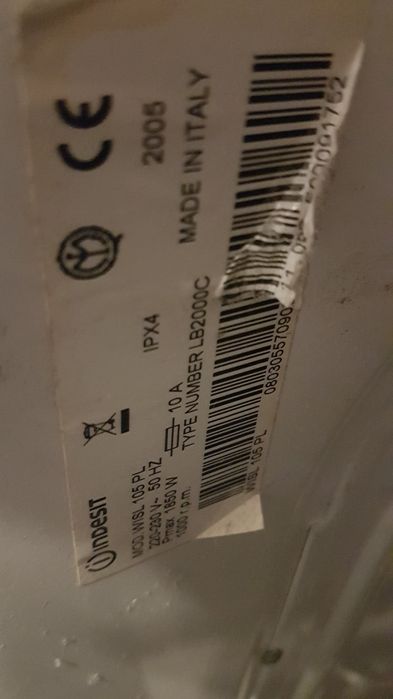 INDESIT
MOD. WISL 105 PL
220-230 V~ 50 HZ
Pmax 1850 W
1000 r.p.m.
10 A
TYPE NUMBER LB2000C
IPX4
2005
MADE IN ITALY
CE
08030557090
WISL 105 PL